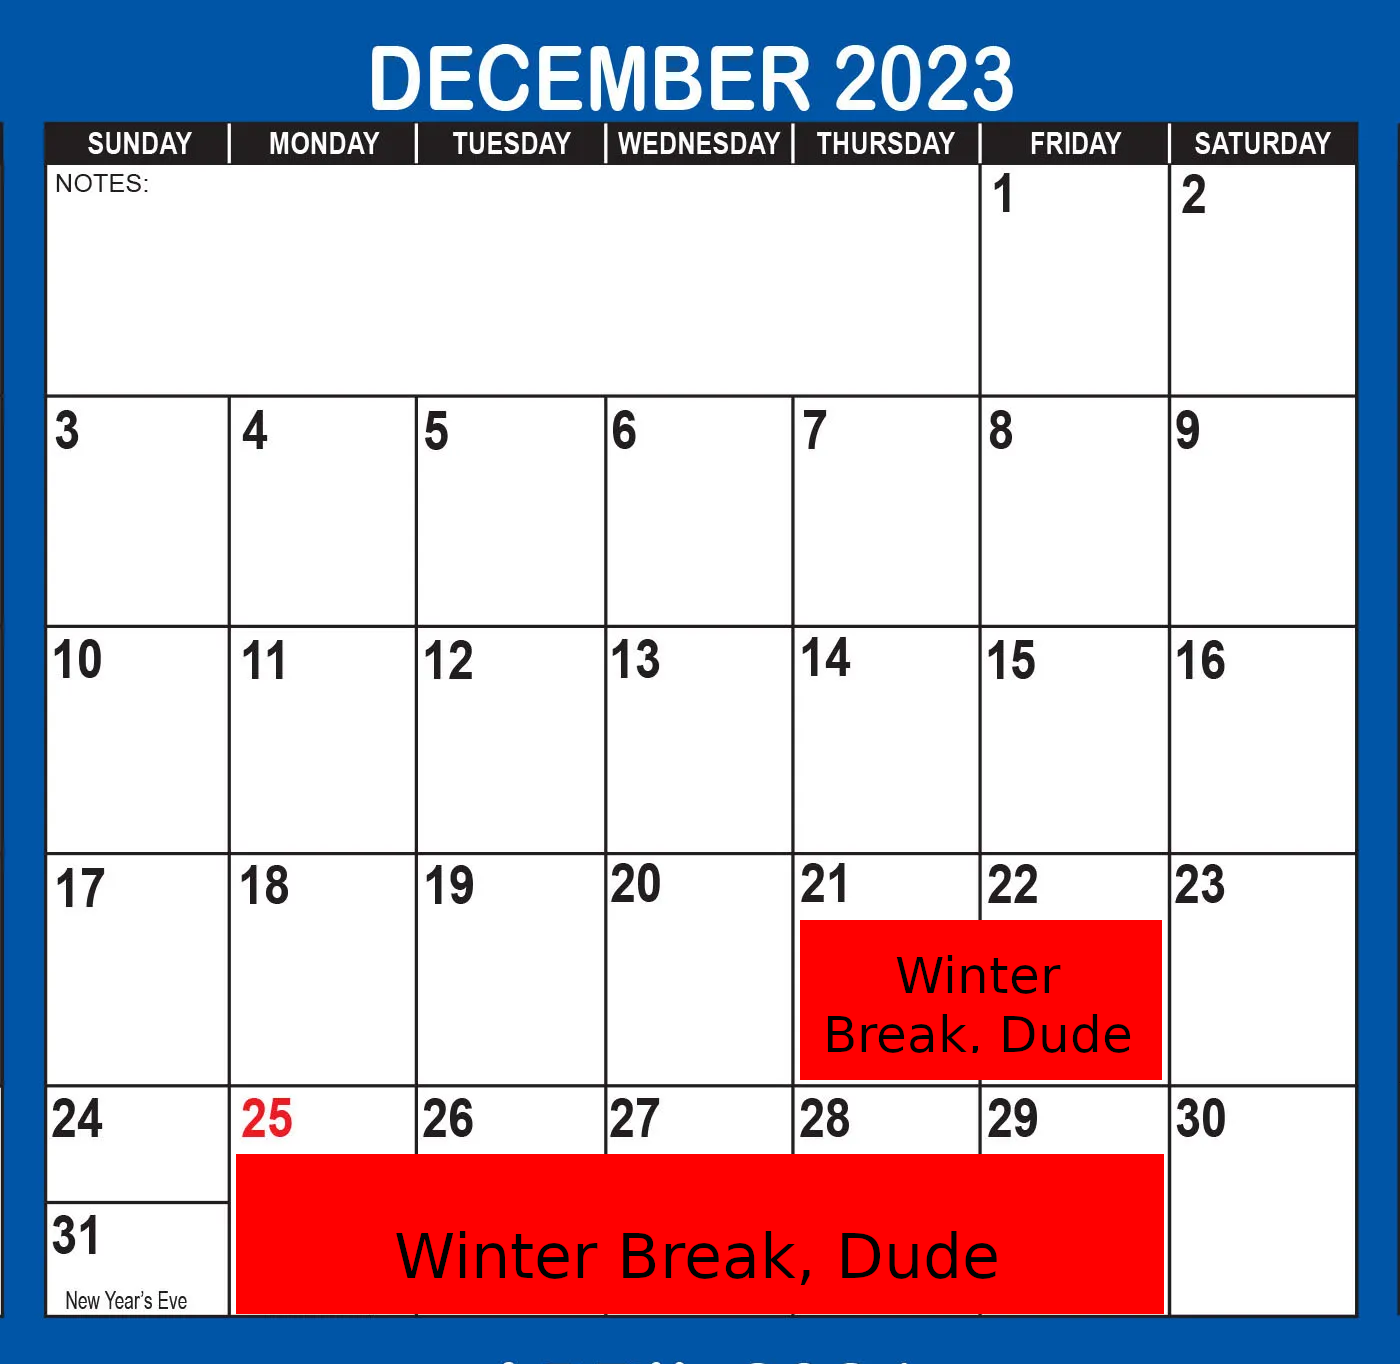 DECEMBER 2023
SUNDAY MONDAY TUESDAY WEDNESDAY THURSDAY FRIDAY SATURDAY
NOTES: 1 2
3 4 5 6 7 8 9
10 11 12 13 14 15 16
17 18 19 20 21 22 23
Winter
Break, Dude
24 25 26 27 28 29 30
Winter Break, Dude
31
New Year's Eve